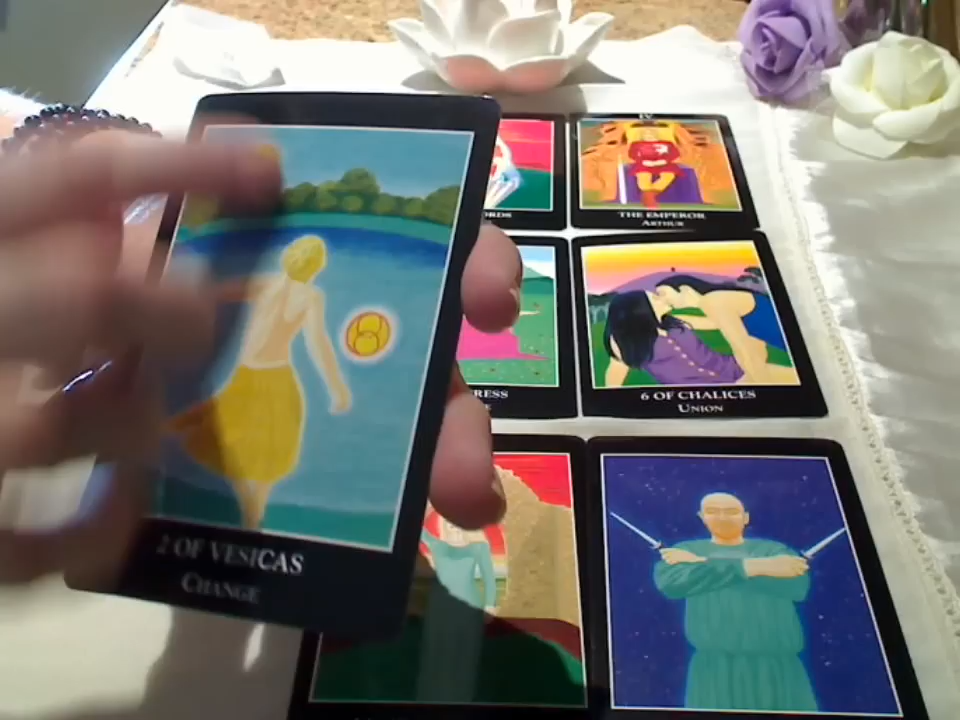 2 OF VESICAS
CHANGE
RDS
IV
THE EMPEROR
ARTHUR
RESS
6 OF CHALICES
UNION